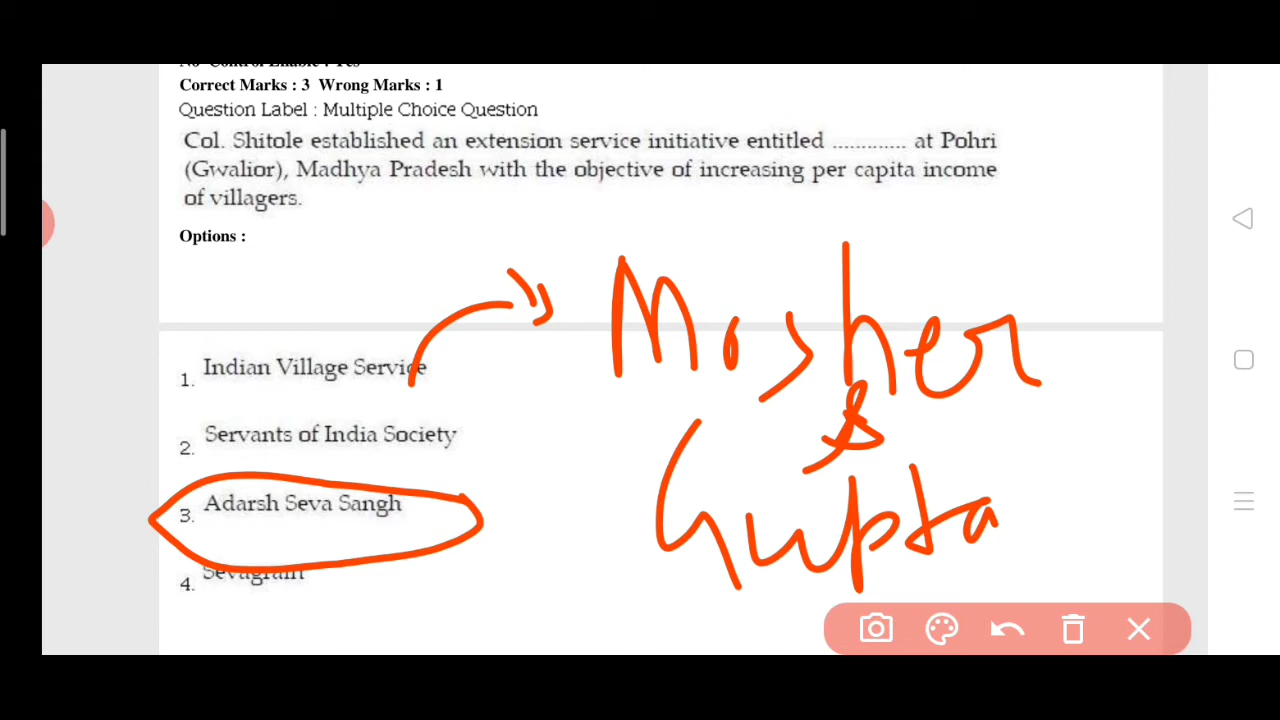 Correct Marks : 3 Wrong Marks : 1
Question Label : Multiple Choice Question
Col. Shitole established an extension service initiative entitled ............. at Pohri
(Gwalior), Madhya Pradesh with the objective of increasing per capita income
of villagers.
Options :
1. Indian Village Service
Mosher
&
Gupta
2. Servants of India Society
3. Adarsh Seva Sangh
4. Sevagram